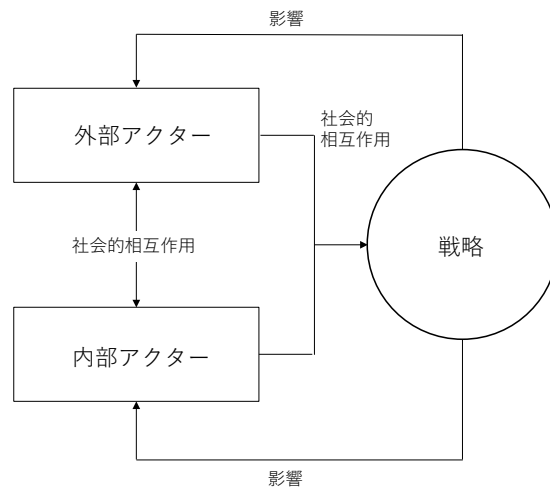 影響
外部アクター
社会的
相互作用
社会的相互作用
戦略
内部アクター
影響